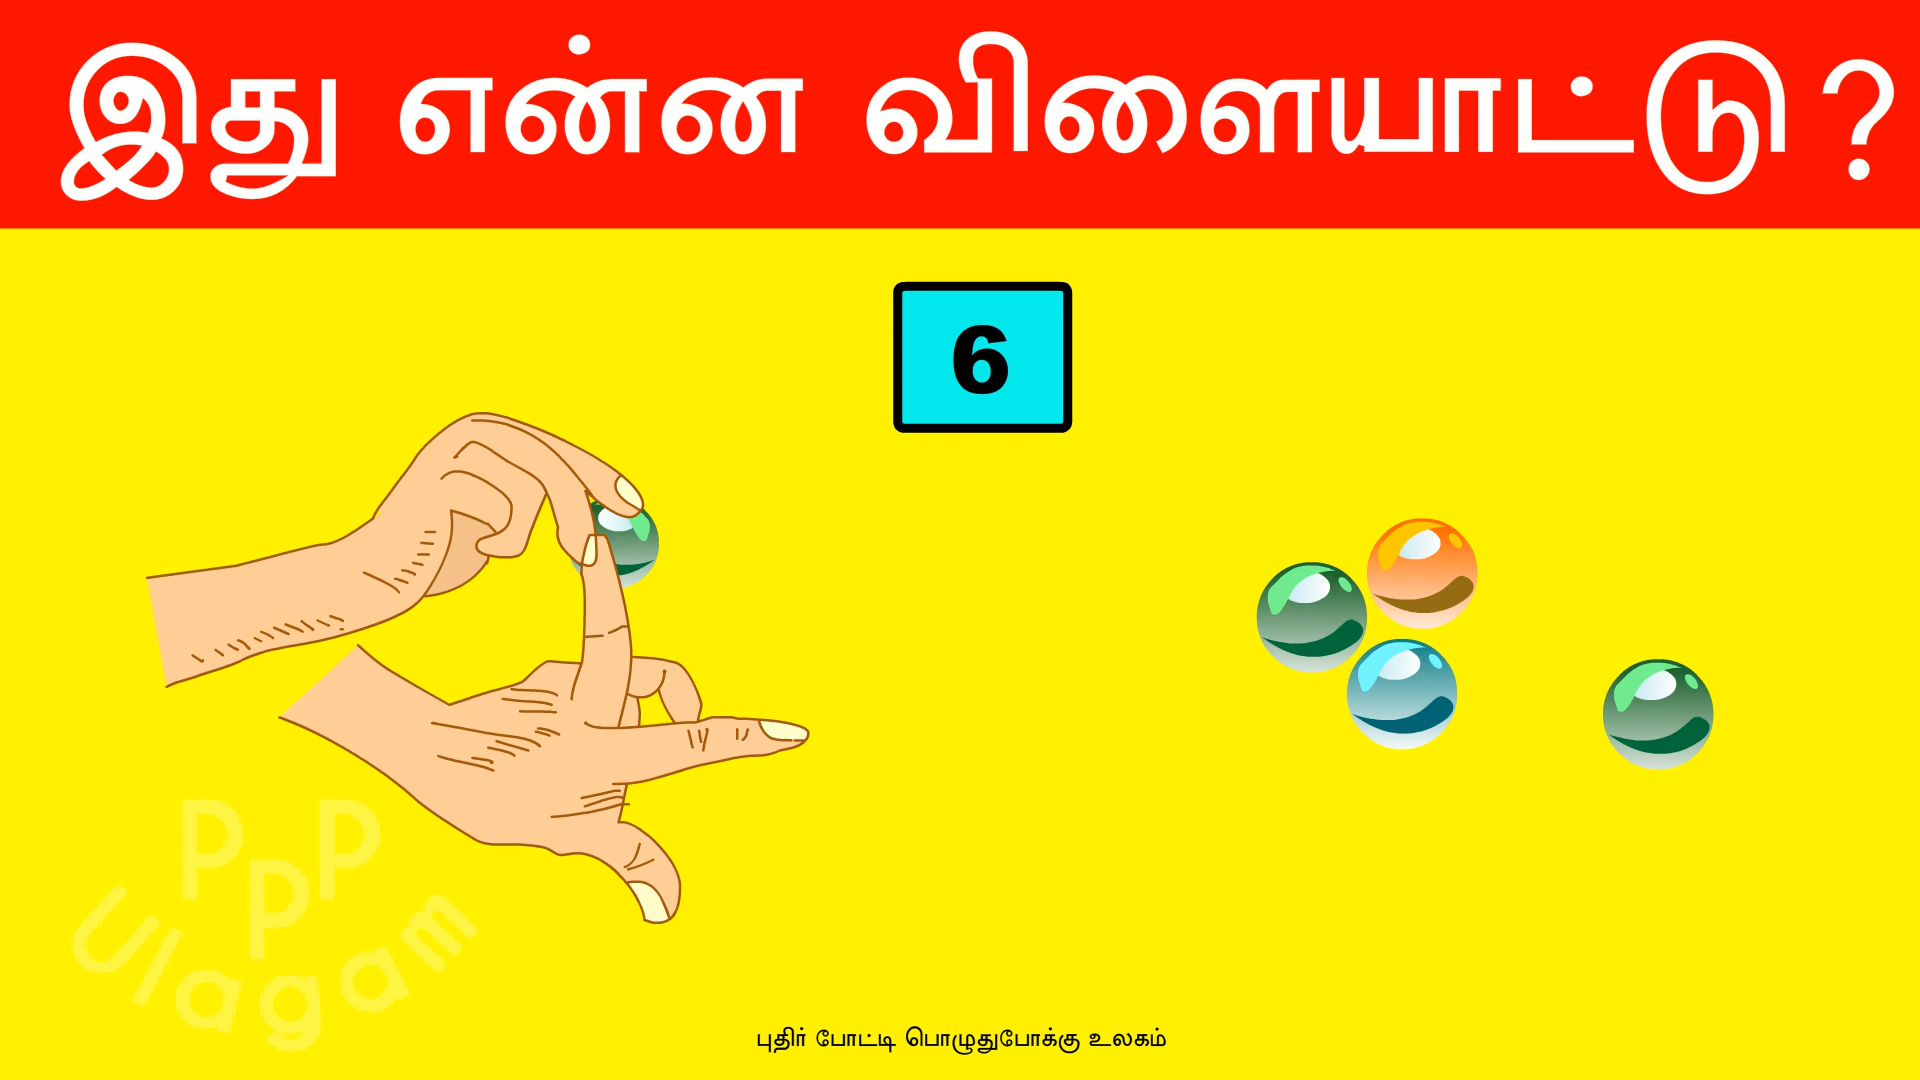 இது என்ன விளையாட்டு ?
6
PPP
Ulagam
புதிர் போட்டி பொழுதுபோக்கு உலகம்